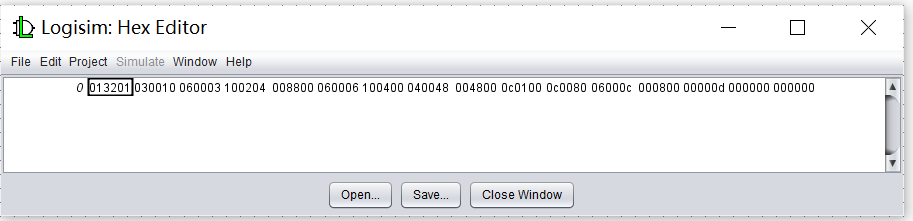 Logisim: Hex Editor
File Edit Project Simulate Window Help
0 013201 030010 060003 100204 008800 060006 100400 040048 004800 0c0100 0c0080 06000c 000800 00000d 000000 000000
Open... Save... Close Window